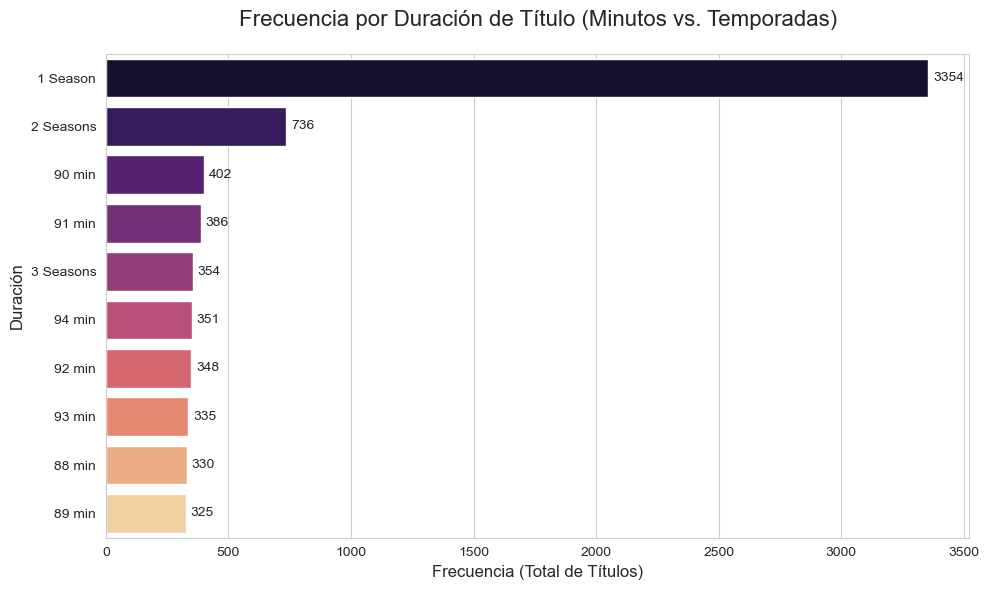 Frecuencia por Duración de Título (Minutos vs. Temporadas)
Duración
1 Season 3354
2 Seasons 736
90 min 402
91 min 386
3 Seasons 354
94 min 351
92 min 348
93 min 335
88 min 330
89 min 325
0 500 1000 1500 2000 2500 3000 3500
Frecuencia (Total de Títulos)